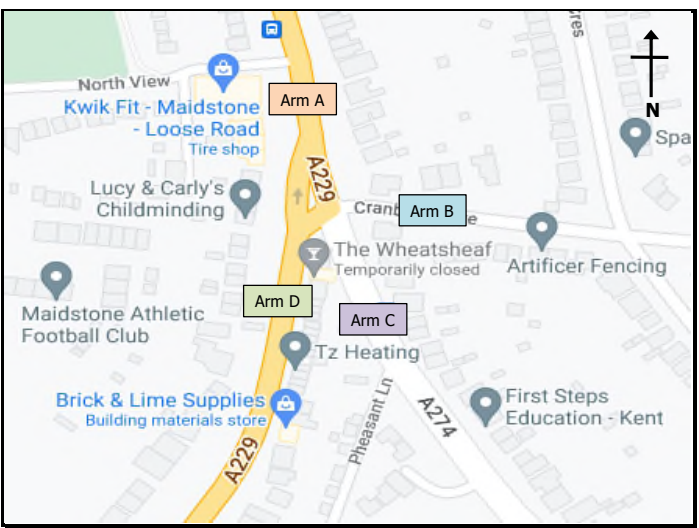 North View
Kwik Fit - Maidstone
- Loose Road
Tire shop
Arm A
N
Spa
A229
Lucy & Carly's
Childminding
Arm B
The Wheatsheaf
Temporarily closed
Artificer Fencing
Maidstone Athletic
Football Club
Arm D
Arm C
Tz Heating
Brick & Lime Supplies
Building materials store
Pheasant Ln
A274
First Steps
Education - Kent
A229